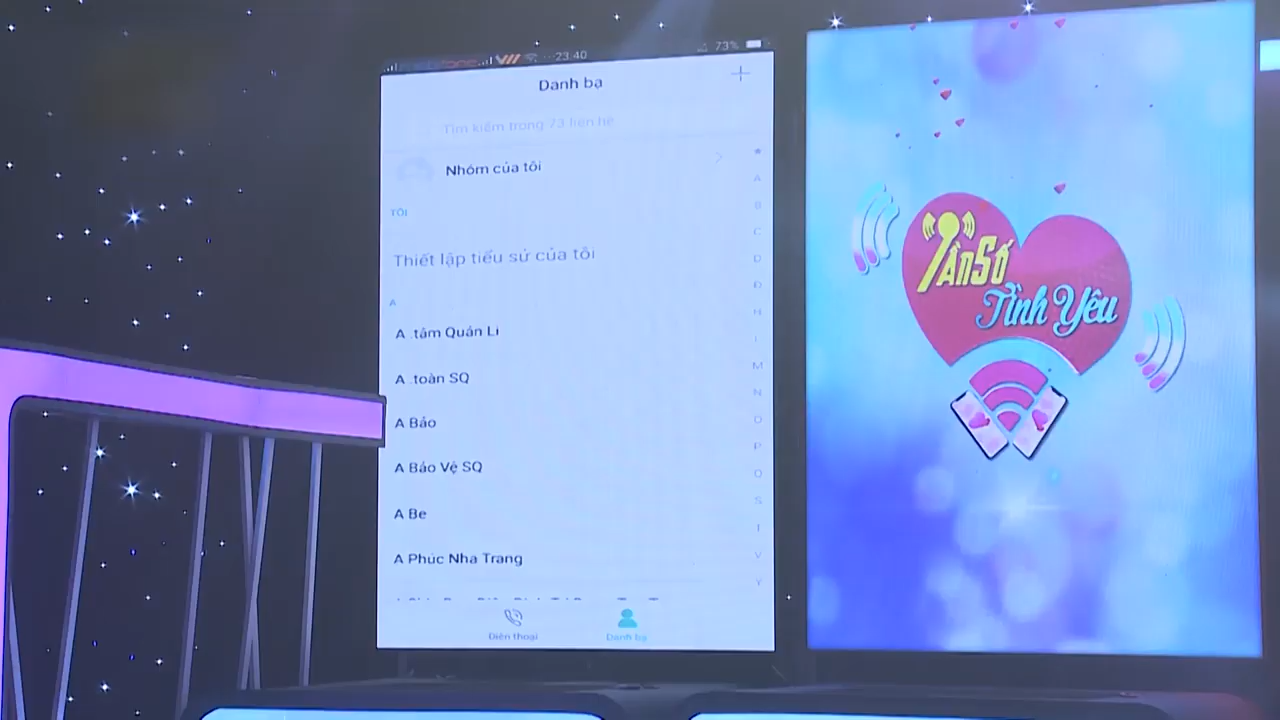 23:40
73%
Danh bạ
Tìm kiếm trong 73 liên hệ
Nhóm của tôi
TÔI
Thiết lập tiểu sử của tôi
A
A .tâm Quản Lí
A .toàn SQ
A Bảo
A Bảo Vệ SQ
A Be
A Phúc Nha Trang
Điện thoại
Danh bạ
A
B
C
D
Đ
H
I
M
N
O
P
Q
S
T
V
Y
Tần Số
Tình Yêu